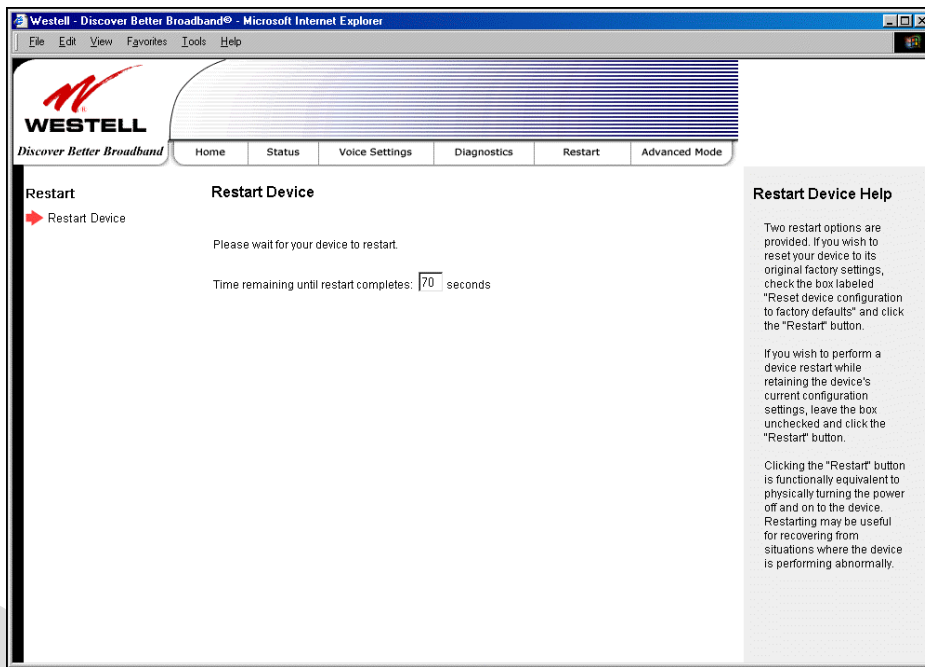 Westell - Discover Better Broadband® - Microsoft Internet Explorer
File Edit View Favorites Tools Help
WESTELL
Discover Better Broadband
Home Status Voice Settings Diagnostics Restart Advanced Mode
Restart
Restart Device
Restart Device
Please wait for your device to restart.
Time remaining until restart completes: 70 seconds
Restart Device Help
Two restart options are
provided. If you wish to
reset your device to its
original factory settings,
check the box labeled
"Reset device configuration
to factory defaults" and click
the "Restart" button.
If you wish to perform a
device restart while
retaining the device's
current configuration
settings, leave the box
unchecked and click the
"Restart" button.
Clicking the "Restart" button
is functionally equivalent to
physically turning the power
off and on to the device.
Restarting may be useful
for recovering from
situations where the device
is performing abnormally.